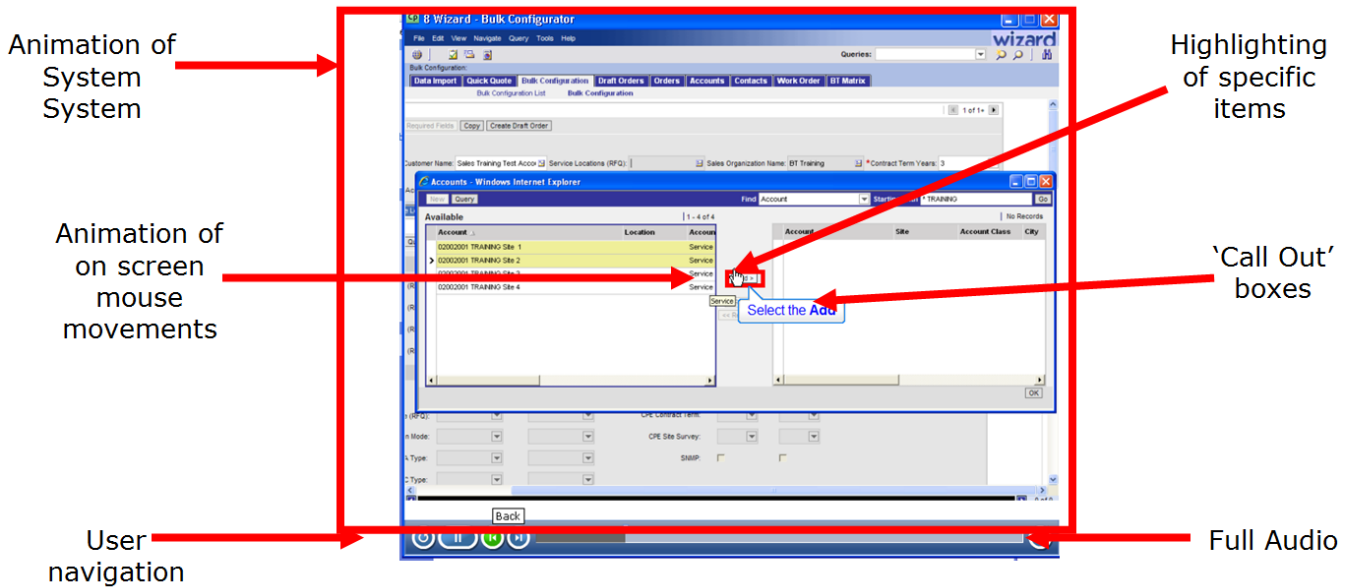 8 Wizard - Bulk Configurator
File Edit View Navigate Query Tools Help
wizard
Queries:
Bulk Configuration:
Data Import Quick Quote Bulk Configuration Draft Orders Orders Accounts Contacts Work Order BT Matrix
Bulk Configuration List Bulk Configuration
1 of 1+
Required Fields Copy Create Draft Order
Customer Name: Sales Training Test Service Locations (RFQ): Sales Organization Name: BT Training *Contract Term Years: 3
Accounts - Windows Internet Explorer
New Query Find Account TRAINING Go
Available 1 - 4 of 4 No Records
Account Location Accoun Account Site Account Class City
02002001 TRAINING Site 1 Service
02002001 TRAINING Site 2 Service
02002001 TRAINING Site 3 Service
02002001 TRAINING Site 4 Service
Service
Select the Add
OK
(RFQ): CPE Contract Term:
n Mode: CPE Site Survey:
Type: SNMP:
C Type:
Back
Animation of
System
System
Animation of
on screen
mouse
movements
User
navigation
Highlighting
of specific
items
‘Call Out’
boxes
Full Audio